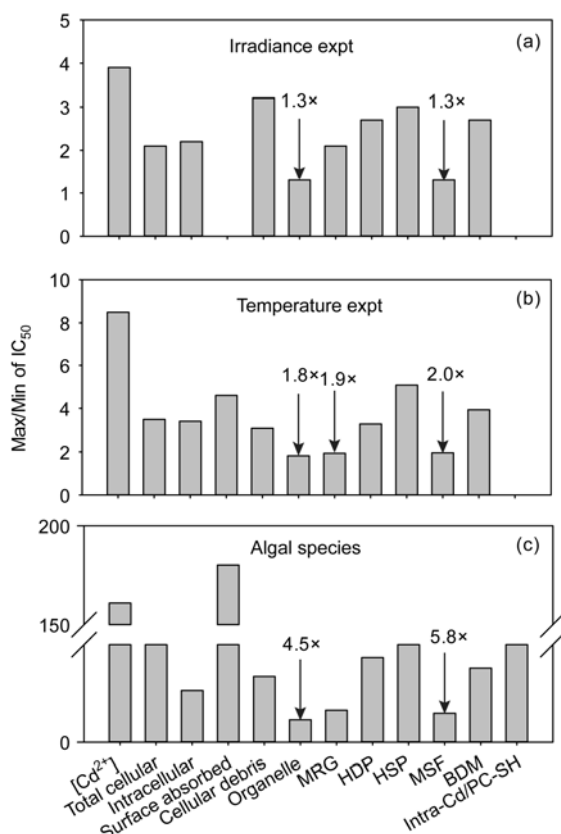 (a)
Irradiance expt
5
4
3
2
1
0
1.3×
1.3×
(b)
Temperature expt
10
8
6
4
2
0
1.8×
1.9×
2.0×
Max/Min of IC₅₀
(c)
Algal species
200
150
0
4.5×
5.8×
[Cd²⁺]
Total cellular
Intracellular
Surface absorbed
Cellular debris
Organelle
MRG
HDP
HSP
MSF
BDM
Intra-Cd/PC-SH